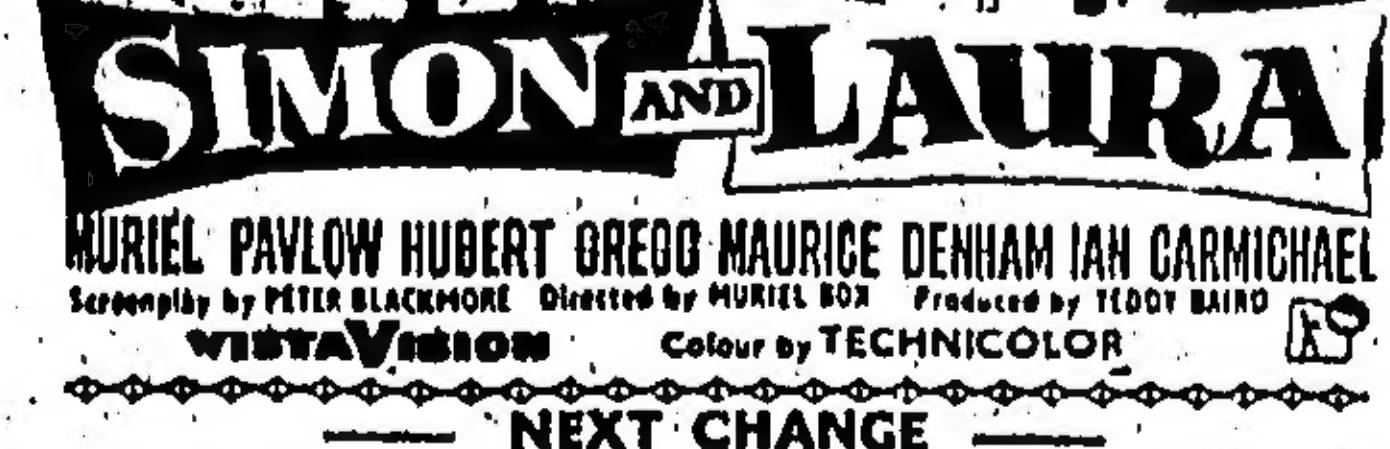 SIMON AND LAURA
MURIEL PAVLOW HUBERT GREGG MAURICE DENHAM IAN CARMICHAEL
Screenplay by PETER BLACKMORE Directed by MURIEL BOX Produced by TEDDY BAIRD
VISTAVISION Colour by TECHNICOLOR
NEXT CHANGE